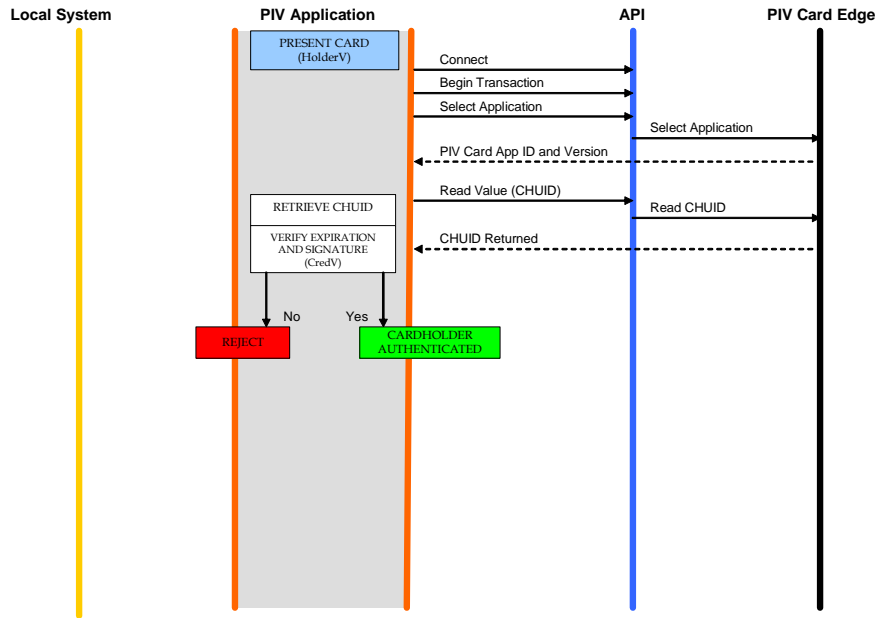 Local System
PIV Application
API
PIV Card Edge
PRESENT CARD
(HolderV)
Connect
Begin Transaction
Select Application
Select Application
PIV Card App ID and Version
Read Value (CHUID)
RETRIEVE CHUID
Read CHUID
VERIFY EXPIRATION
AND SIGNATURE
(CredV)
CHUID Returned
No
Yes
REJECT
CARDHOLDER
AUTHENTICATED